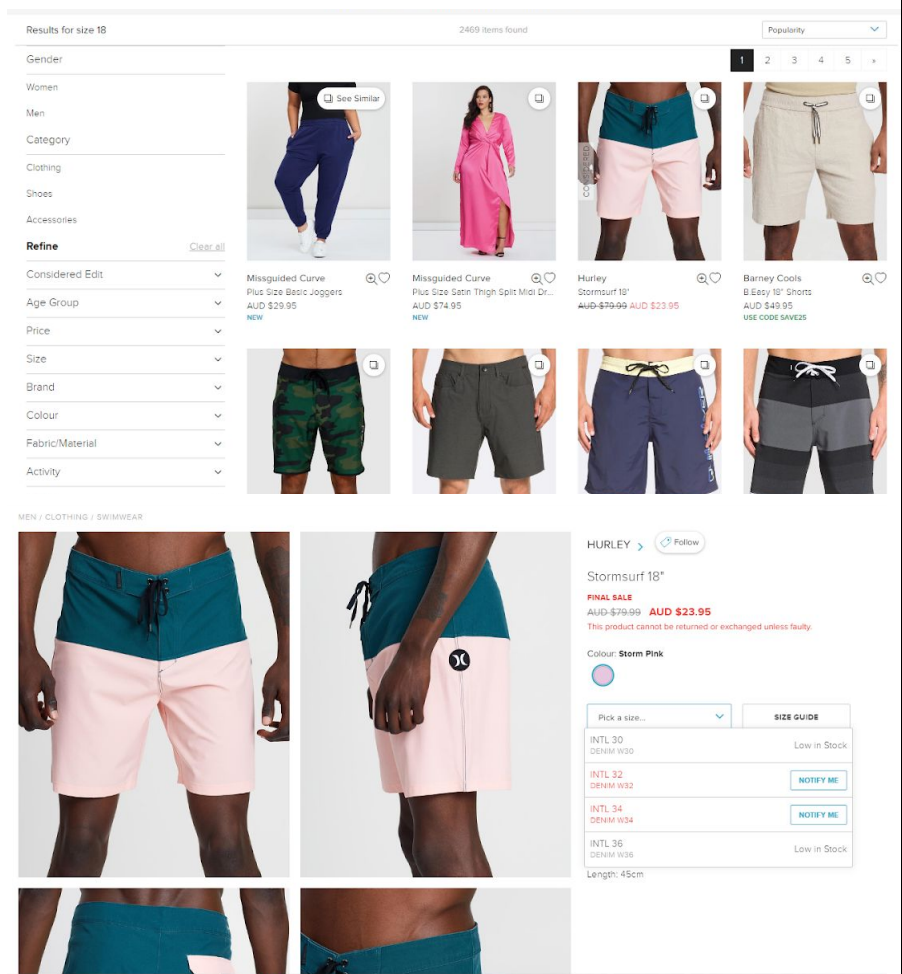 Results for size 18
2469 items found
Popularity
Gender
1 2 3 4 5 »
Women
Men
Category
Clothing
Shoes
Accessories
Refine
Clear all
Considered Edit
Age Group
Price
Size
Brand
Colour
Fabric/Material
Activity
See Similar
CONSIDERED
Missguided Curve
Plus Size Basic Joggers
AUD $29.95
NEW
Missguided Curve
Plus Size Satin Thigh Split Midi Dr...
AUD $74.95
NEW
Hurley
Stormsurf 18"
AUD $79.99 AUD $23.95
Barney Cools
B.Easy 18" Shorts
AUD $49.95
USE CODE SAVE25
MEN / CLOTHING / SWIMWEAR
HURLEY
Follow
Stormsurf 18"
FINAL SALE
AUD $79.99 AUD $23.95
This product cannot be returned or exchanged unless faulty.
Colour: Storm Pink
Pick a size...
SIZE GUIDE
INTL 30
DENIM W30
Low in Stock
INTL 32
DENIM W32
NOTIFY ME
INTL 34
DENIM W34
NOTIFY ME
INTL 36
DENIM W36
Low in Stock
Length: 45cm